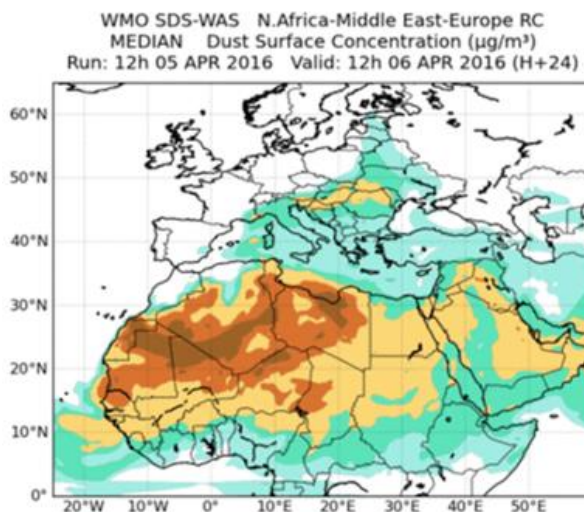 WMO SDS-WAS N.Africa-Middle East-Europe RC
MEDIAN Dust Surface Concentration (µg/m³)
Run: 12h 05 APR 2016 Valid: 12h 06 APR 2016 (H+24)
60°N
50°N
40°N
30°N
20°N
10°N
0°
20°W 10°W 0° 10°E 20°E 30°E 40°E 50°E